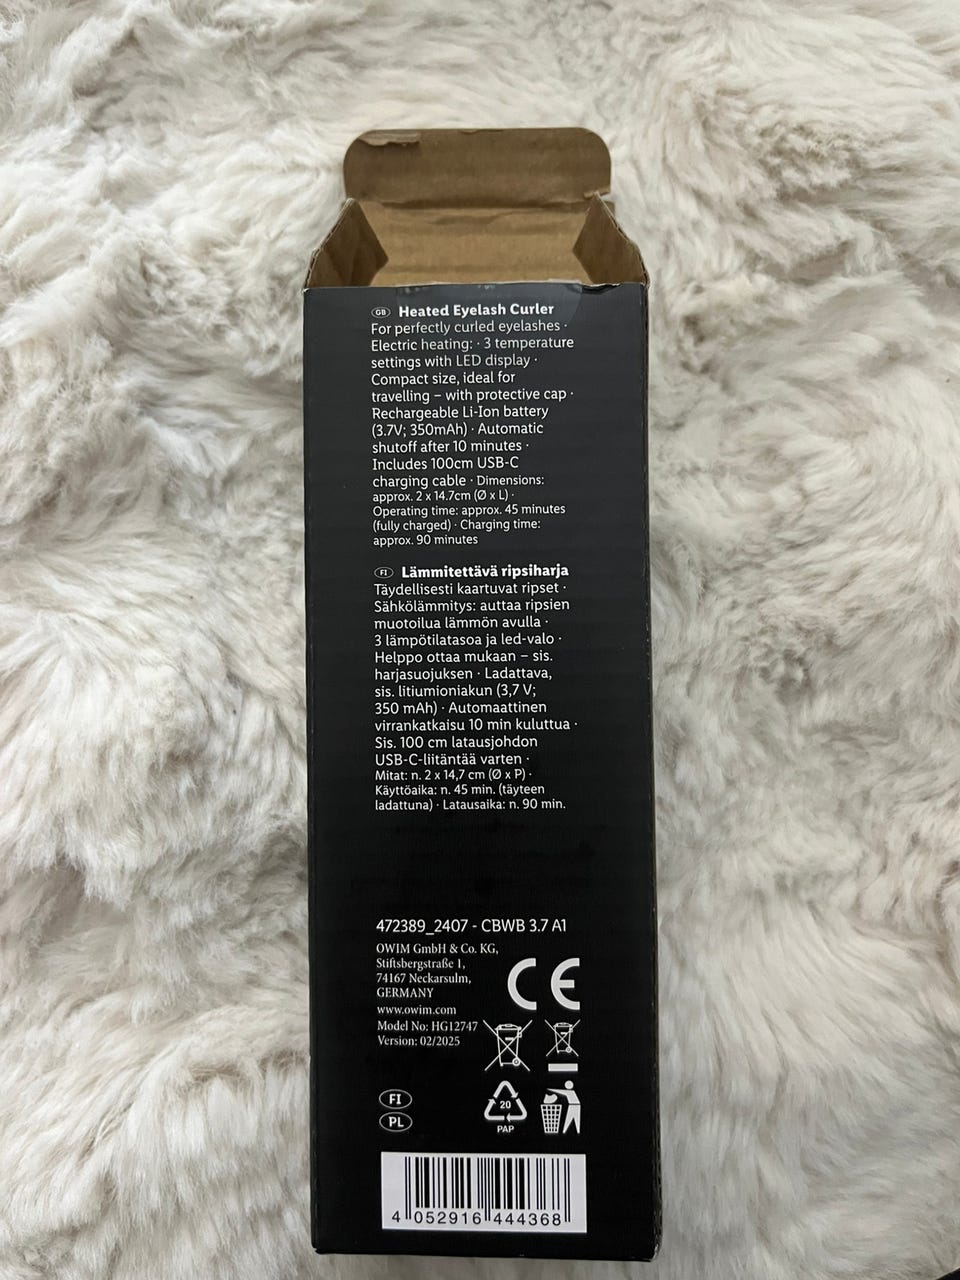 GB Heated Eyelash Curler
For perfectly curled eyelashes ·
Electric heating: · 3 temperature
settings with LED display ·
Compact size, ideal for
travelling – with protective cap ·
Rechargeable Li-Ion battery
(3.7V; 350mAh) · Automatic
shutoff after 10 minutes ·
Includes 100cm USB-C
charging cable · Dimensions:
approx. 2 x 14.7cm (Ø x L) ·
Operating time: approx. 45 minutes
(fully charged) · Charging time:
approx. 90 minutes
FI Lämmitettävä ripsiharja
Täydellisesti kaartuvat ripset ·
Sähkölämmitys: auttaa ripsien
muotoilua lämmön avulla ·
3 lämpötilatasoa ja led-valo ·
Helppo ottaa mukaan – sis.
harjasuojuksen · Ladattava,
sis. litiumioniakun (3,7 V;
350 mAh) · Automaattinen
virrankatkaisu 10 min kuluttua ·
Sis. 100 cm latausjohdon
USB-C-liitäntää varten ·
Mitat: n. 2 x 14,7 cm (Ø x P) ·
Käyttöaika: n. 45 min. (täyteen
ladattuna) · Latausaika: n. 90 min.
472389_2407 - CBWB 3.7 A1
OWIM GmbH & Co. KG,
Stiftsbergstraße 1,
74167 Neckarsulm,
GERMANY
www.owim.com
Model No: HG12747
Version: 02/2025
CE
FI
PL
20
PAP
4 052916 444368